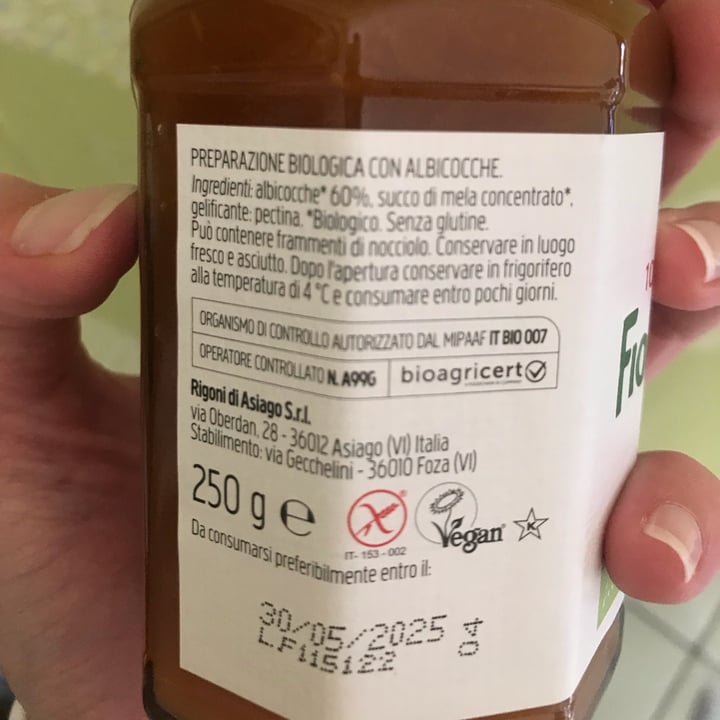 PREPARAZIONE BIOLOGICA CON ALBICOCCHE.
Ingredienti: albicocche* 60%, succo di mela concentrato*,
gelificante: pectina. *Biologico. Senza glutine.
Può contenere frammenti di nocciolo. Conservare in luogo
fresco e asciutto. Dopo l'apertura conservare in frigorifero
alla temperatura di 4 °C e consumare entro pochi giorni.
ORGANISMO DI CONTROLLO AUTORIZZATO DAL MIPAAF IT BIO 007
OPERATORE CONTROLLATO N. A99G
bioagricert
Rigoni di Asiago S.r.l.
via Oberdan, 28 - 36012 Asiago (VI) Italia
Stabilimento: via Gecchelini - 36010 Foza (VI)
250 g e
IT-153-002
Vegan
K
Da consumarsi preferibilmente entro il:
30/05/2025 04
LF115122
10
Fio